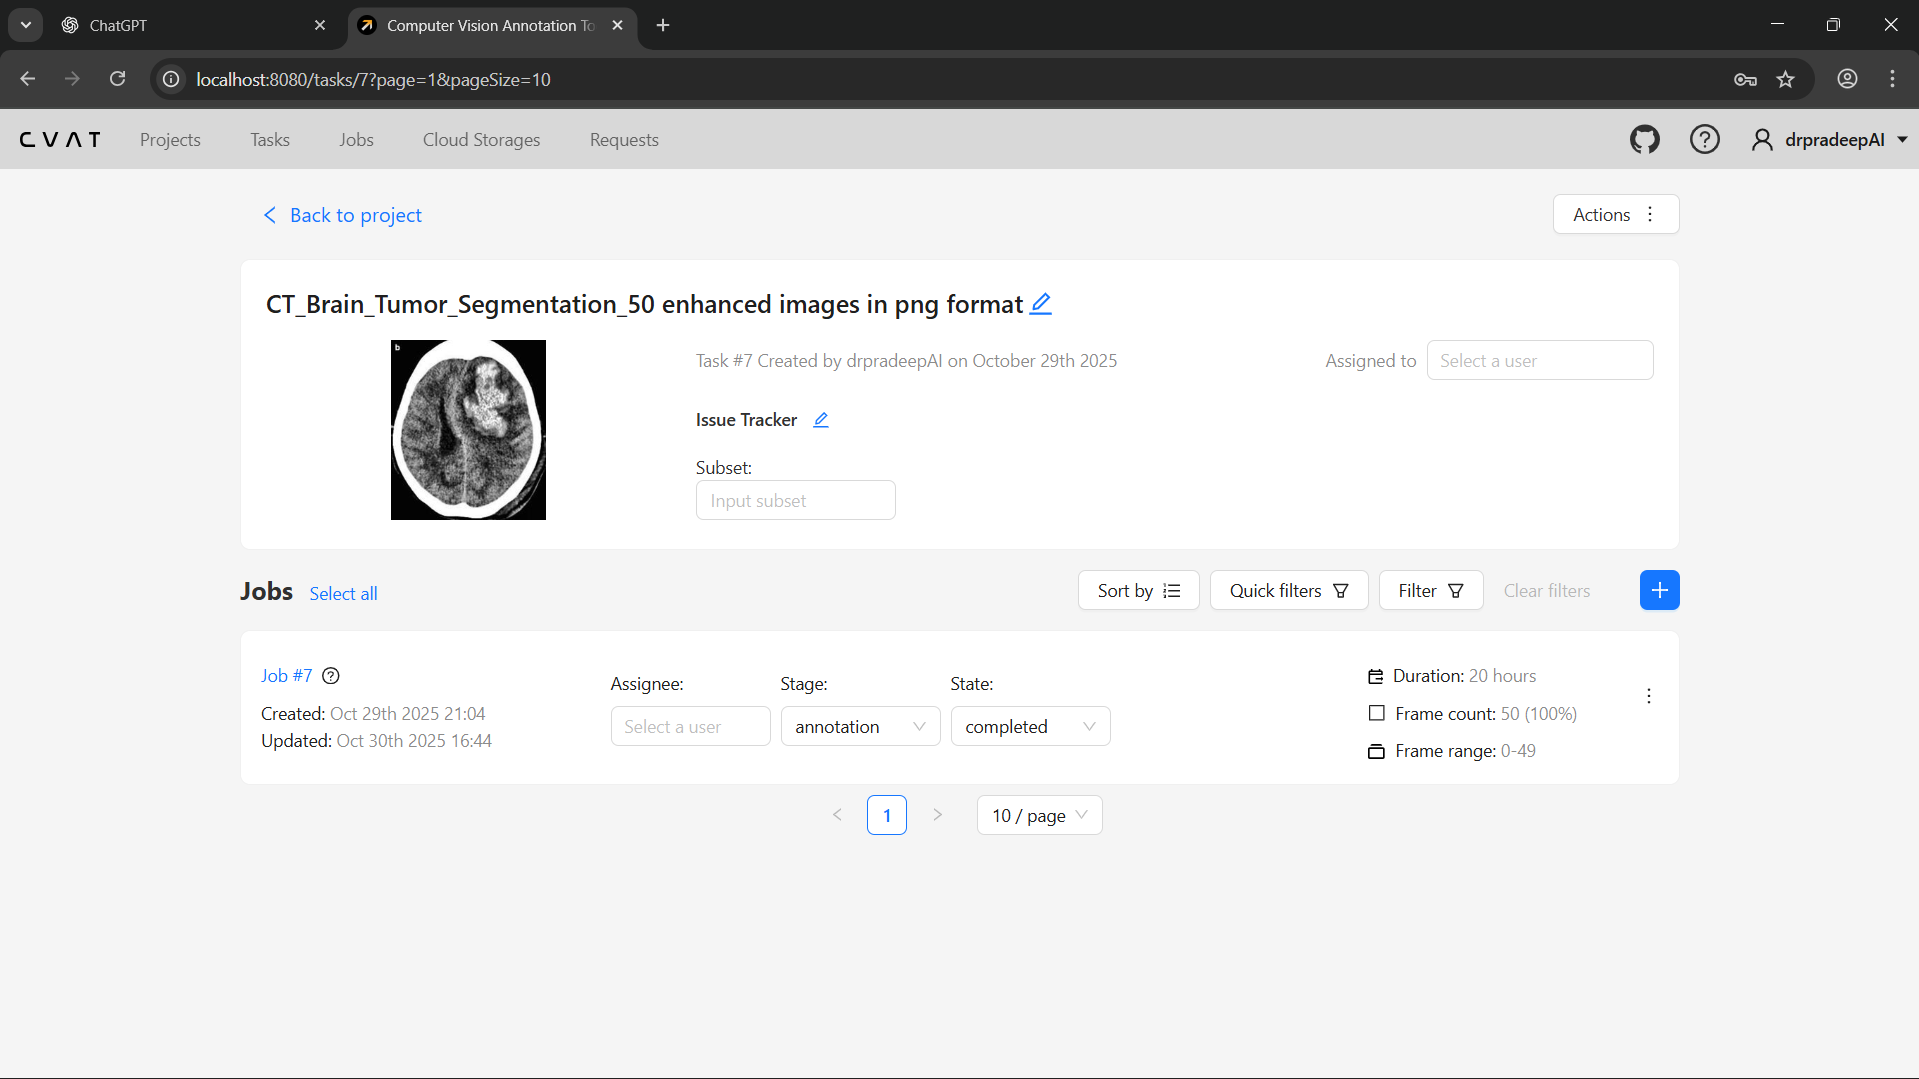 ChatGPT
Computer Vision Annotation To
localhost:8080/tasks/7?page=1&pageSize=10
CVAT Projects Tasks Jobs Cloud Storages Requests drpradeepAI
Back to project
Actions
CT_Brain_Tumor_Segmentation_50 enhanced images in png format
b
Task #7 Created by drpradeepAI on October 29th 2025
Assigned to Select a user
Issue Tracker
Subset:
Input subset
Jobs Select all
Sort by Quick filters Filter Clear filters
Job #7
Created: Oct 29th 2025 21:04
Updated: Oct 30th 2025 16:44
Assignee: Stage: State:
Select a user annotation completed
Duration: 20 hours
Frame count: 50 (100%)
Frame range: 0-49
1 10 / page